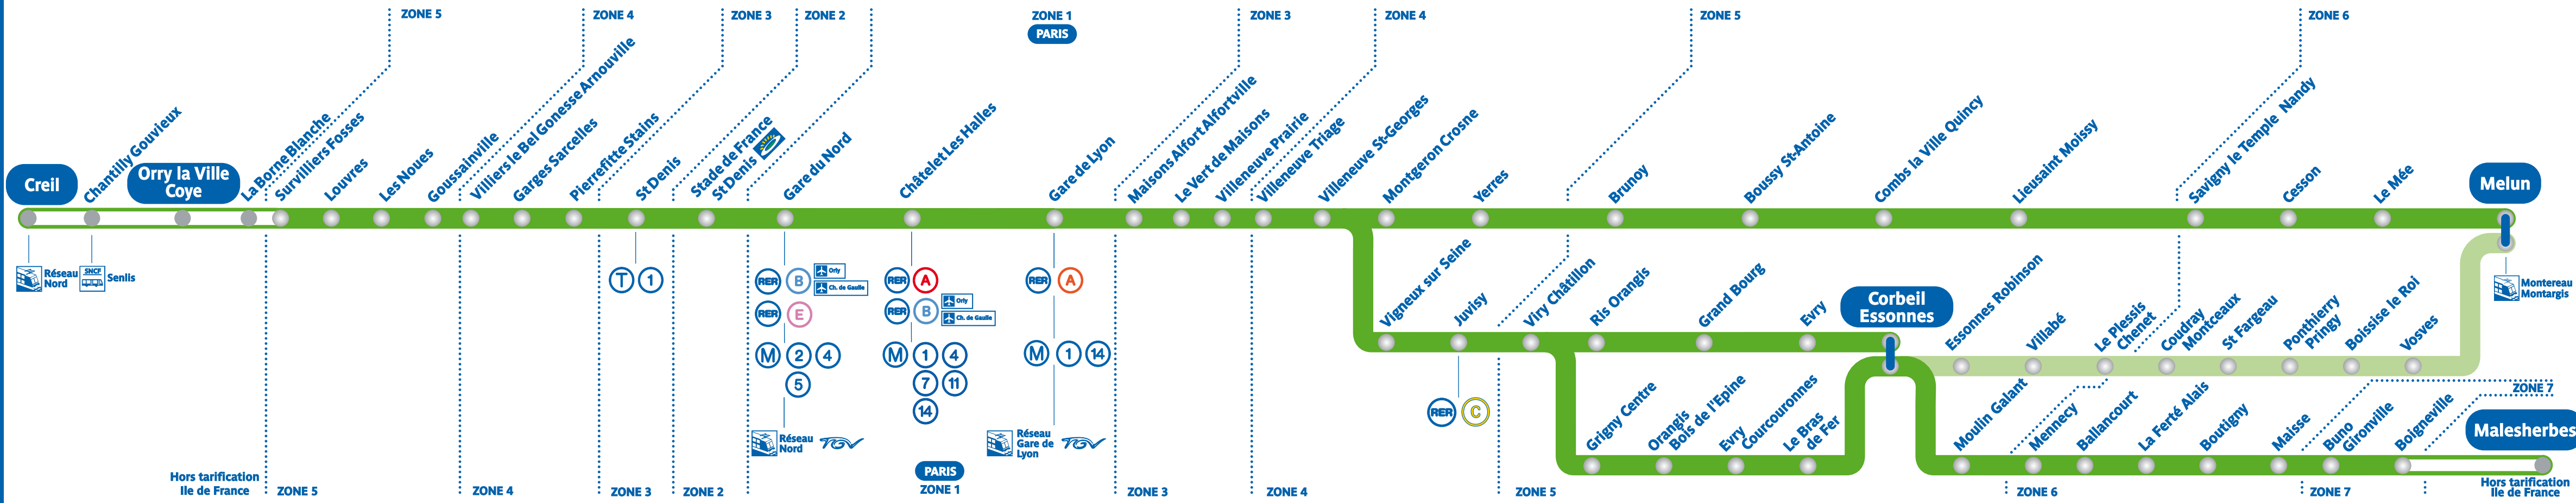 ZONE 5
ZONE 4
ZONE 3
ZONE 2
ZONE 1
PARIS
ZONE 3
ZONE 4
ZONE 5
ZONE 6
Creil
Chantilly Gouvieux
Orry la Ville
Coye
La Borne Blanche
Survilliers Fosses
Louvres
Les Noues
Goussainville
Villiers le Bel Gonesse Arnouville
Garges Sarcelles
Pierrefitte Stains
St Denis
Stade de France
St Denis
Gare du Nord
Châtelet Les Halles
Gare de Lyon
Maisons Alfort Alfortville
Le Vert de Maisons
Villeneuve Prairie
Villeneuve Triage
Villeneuve St-Georges
Montgeron Crosne
Yerres
Brunoy
Boussy St-Antoine
Combs la Ville Quincy
Lieusaint Moissy
Savigny le Temple Nandy
Cesson
Le Mée
Melun
Réseau
Nord
SNCF
Senlis
T 1
RER B
Orly
Ch. de Gaulle
RER E
M 2 4
5
Réseau
Nord
TGV
RER A
RER B
Orly
Ch. de Gaulle
M 1 4
7 11
14
RER A
M 1 14
Réseau
Gare de
Lyon
TGV
Vigneux sur Seine
Juvisy
Viry Châtillon
Ris Orangis
Grand Bourg
Evry
Corbeil
Essonnes
RER C
Essonnes Robinson
Villabé
Le Plessis
Chenet
Coudray
Montceaux
St Fargeau
Ponthierry
Pringy
Boissise le Roi
Vosves
Montereau
Montargis
Grigny Centre
Orangis
Bois de l'Epine
Evry
Courcouronnes
Le Bras
de Fer
Moulin Galant
Mennecy
Ballancourt
La Ferté Alais
Boutigny
Maisse
Buno
Gironville
Boigneville
ZONE 7
Malesherbes
Hors tarification
Ile de France
ZONE 5
ZONE 4
ZONE 3
ZONE 2
PARIS
ZONE 1
ZONE 3
ZONE 4
ZONE 5
ZONE 6
ZONE 7
Hors tarification
Ile de France